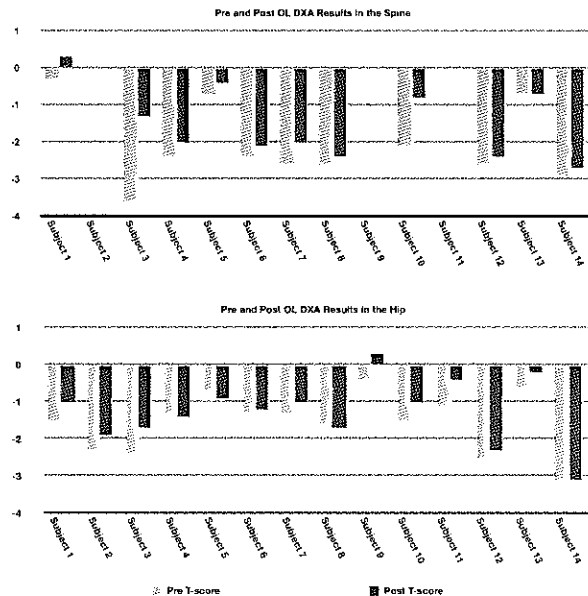 Pre and Post OL DXA Results in the Spine
1
0
-1
-2
-3
-4
Subject 1
Subject 2
Subject 3
Subject 4
Subject 5
Subject 6
Subject 7
Subject 8
Subject 9
Subject 10
Subject 11
Subject 12
Subject 13
Subject 14
Pre and Post OL DXA Results in the Hip
1
0
-1
-2
-3
-4
Subject 1
Subject 2
Subject 3
Subject 4
Subject 5
Subject 6
Subject 7
Subject 8
Subject 9
Subject 10
Subject 11
Subject 12
Subject 13
Subject 14
Pre T-score
Post T-score